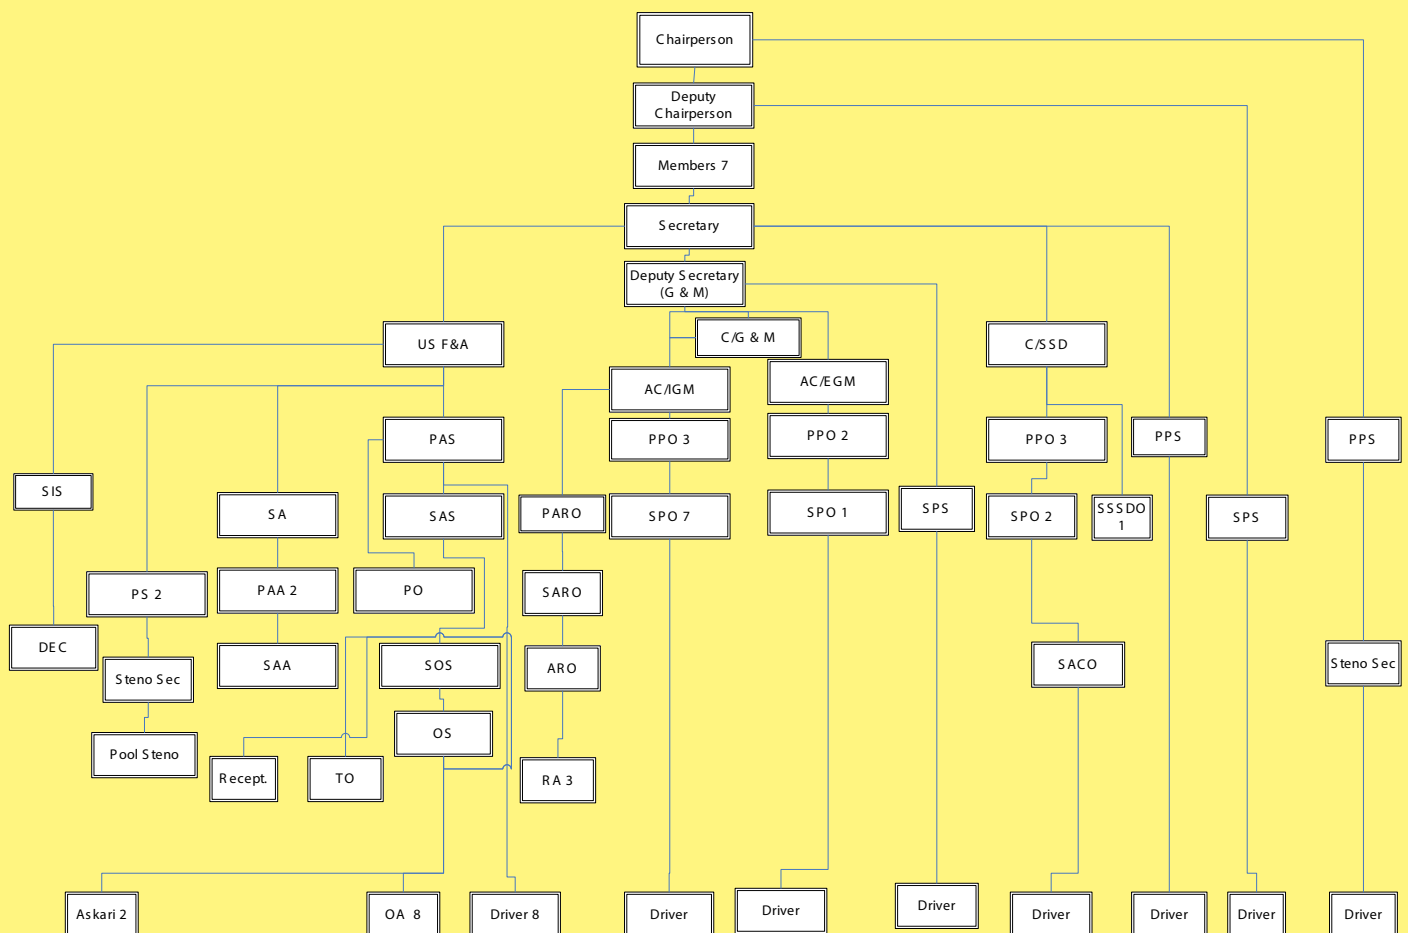 Chairperson
Deputy
Chairperson
Members 7
Secretary
Deputy Secretary
(G & M)
US F&A
C/G & M
C/SSD
AC/IGM
AC/EGM
PAS
PPO 3
PPO 2
PPO 3
PPS
PPS
SIS
SA
SAS
PARO
SPO 7
SPO 1
SPS
SPO 2
SSSDO
1
SPS
PS 2
PAA 2
PO
SARO
DEC
Steno Sec
SAA
SOS
ARO
SACO
Steno Sec
Pool Steno
OS
Recept.
TO
RA 3
Askari 2
OA 8
Driver 8
Driver
Driver
Driver
Driver
Driver
Driver
Driver